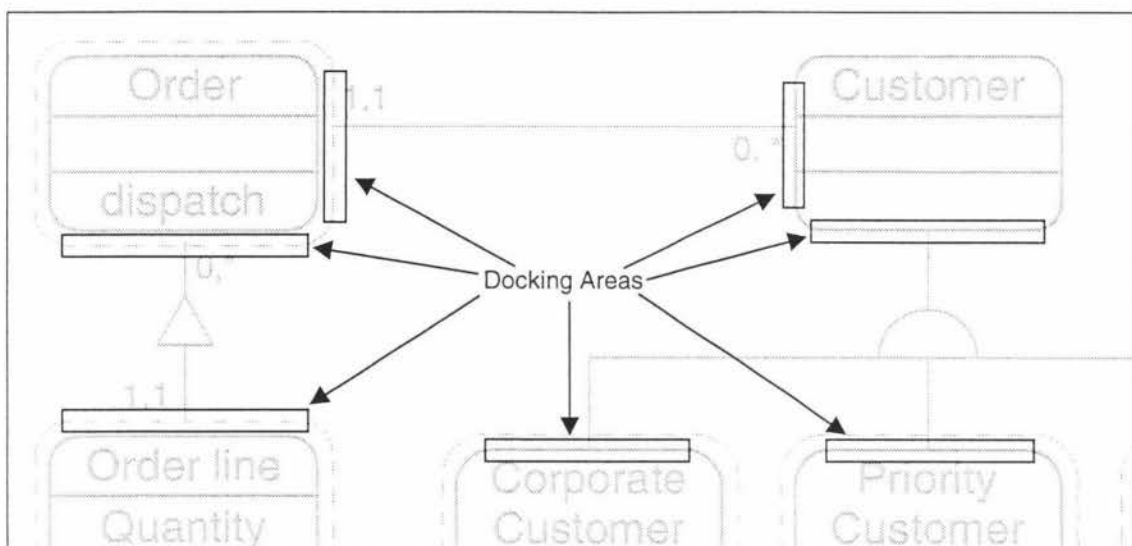 Order
Customer
1,1
0, *
dispatch
0,*
Docking Areas
1,1
Order line
Corporate
Priority
Quantity
Customer
Customer